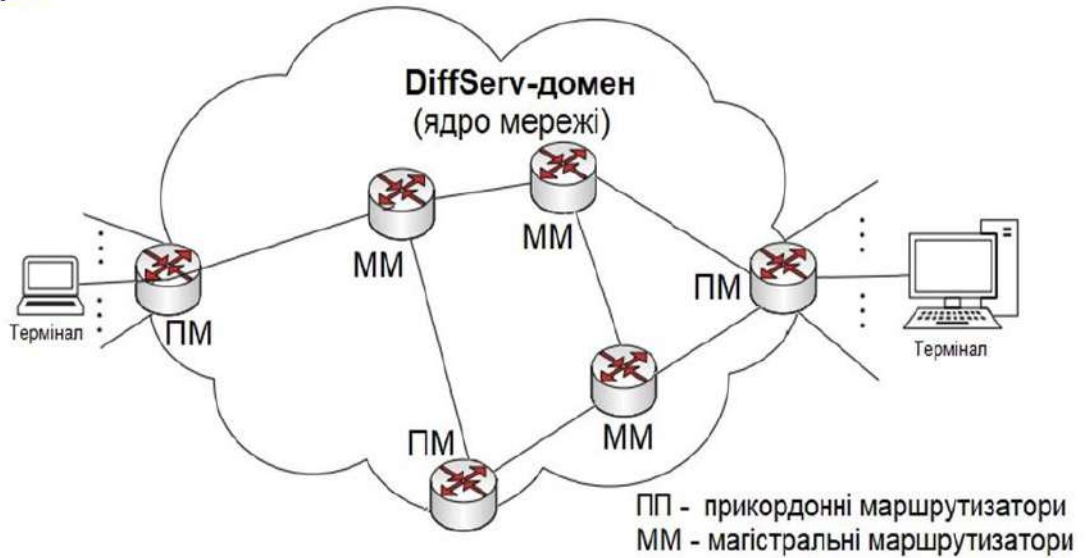 DiffServ-домен
(ядро мережі)
ММ
ММ
ПМ
Термінал
ПМ
Термінал
ПМ
ММ
ПП - прикордонні маршрутизатори
ММ - магістральні маршрутизатори